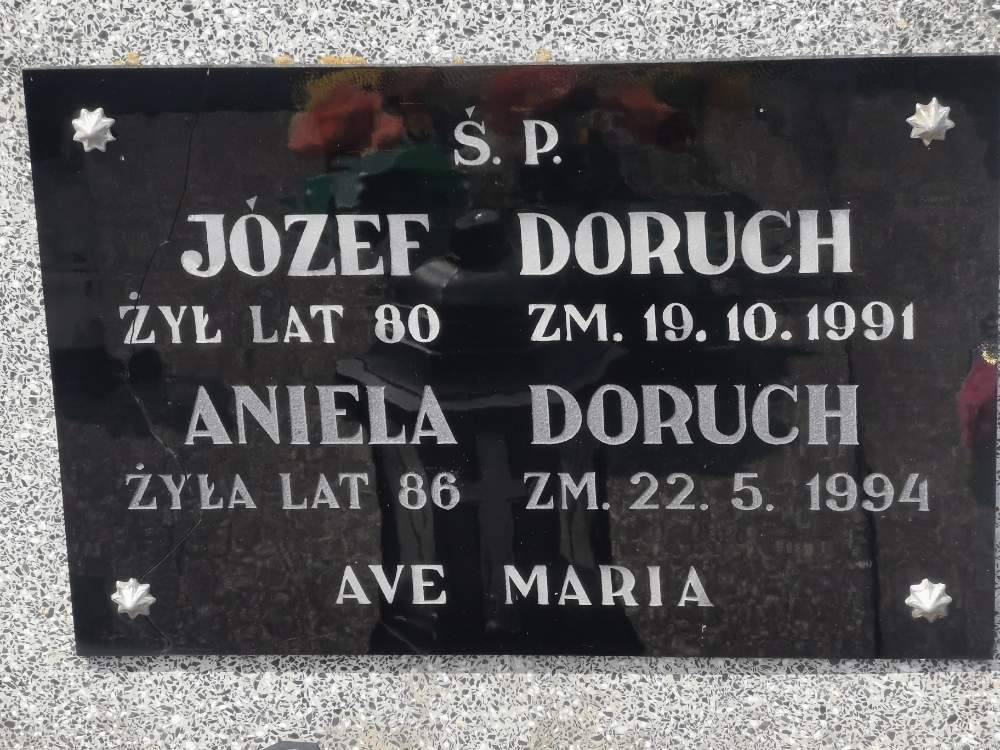 Ś. P.
JÓZEF DORUCH
ŻYŁ LAT 80 ZM. 19. 10. 1991
ANIELA DORUCH
ŻYŁA LAT 86 ZM. 22. 5. 1994
AVE MARIA